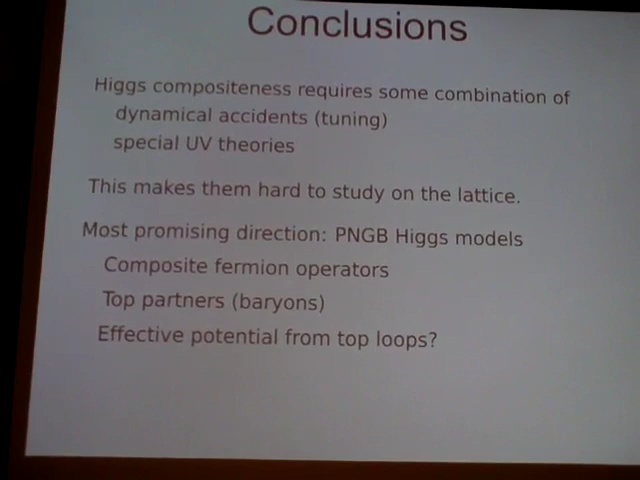 Conclusions
Higgs compositeness requires some combination of
dynamical accidents (tuning)
special UV theories
This makes them hard to study on the lattice.
Most promising direction: PNGB Higgs models
Composite fermion operators
Top partners (baryons)
Effective potential from top loops?